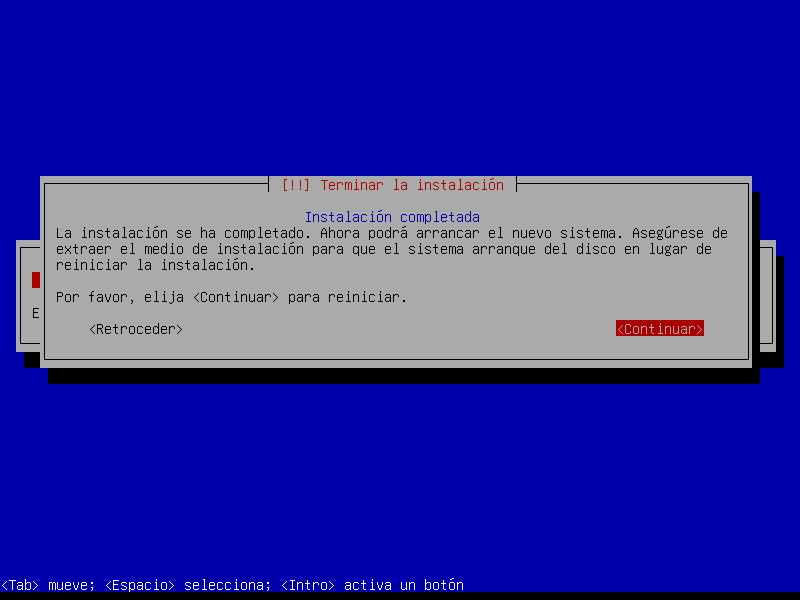 [!!] Terminar la instalación
Instalación completada
La instalación se ha completado. Ahora podrá arrancar el nuevo sistema. Asegúrese de
extraer el medio de instalación para que el sistema arranque del disco en lugar de
reiniciar la instalación.
Por favor, elija <Continuar> para reiniciar.
E
<Retroceder> <Continuar>
<Tab> mueve; <Espacio> selecciona; <Intro> activa un botón